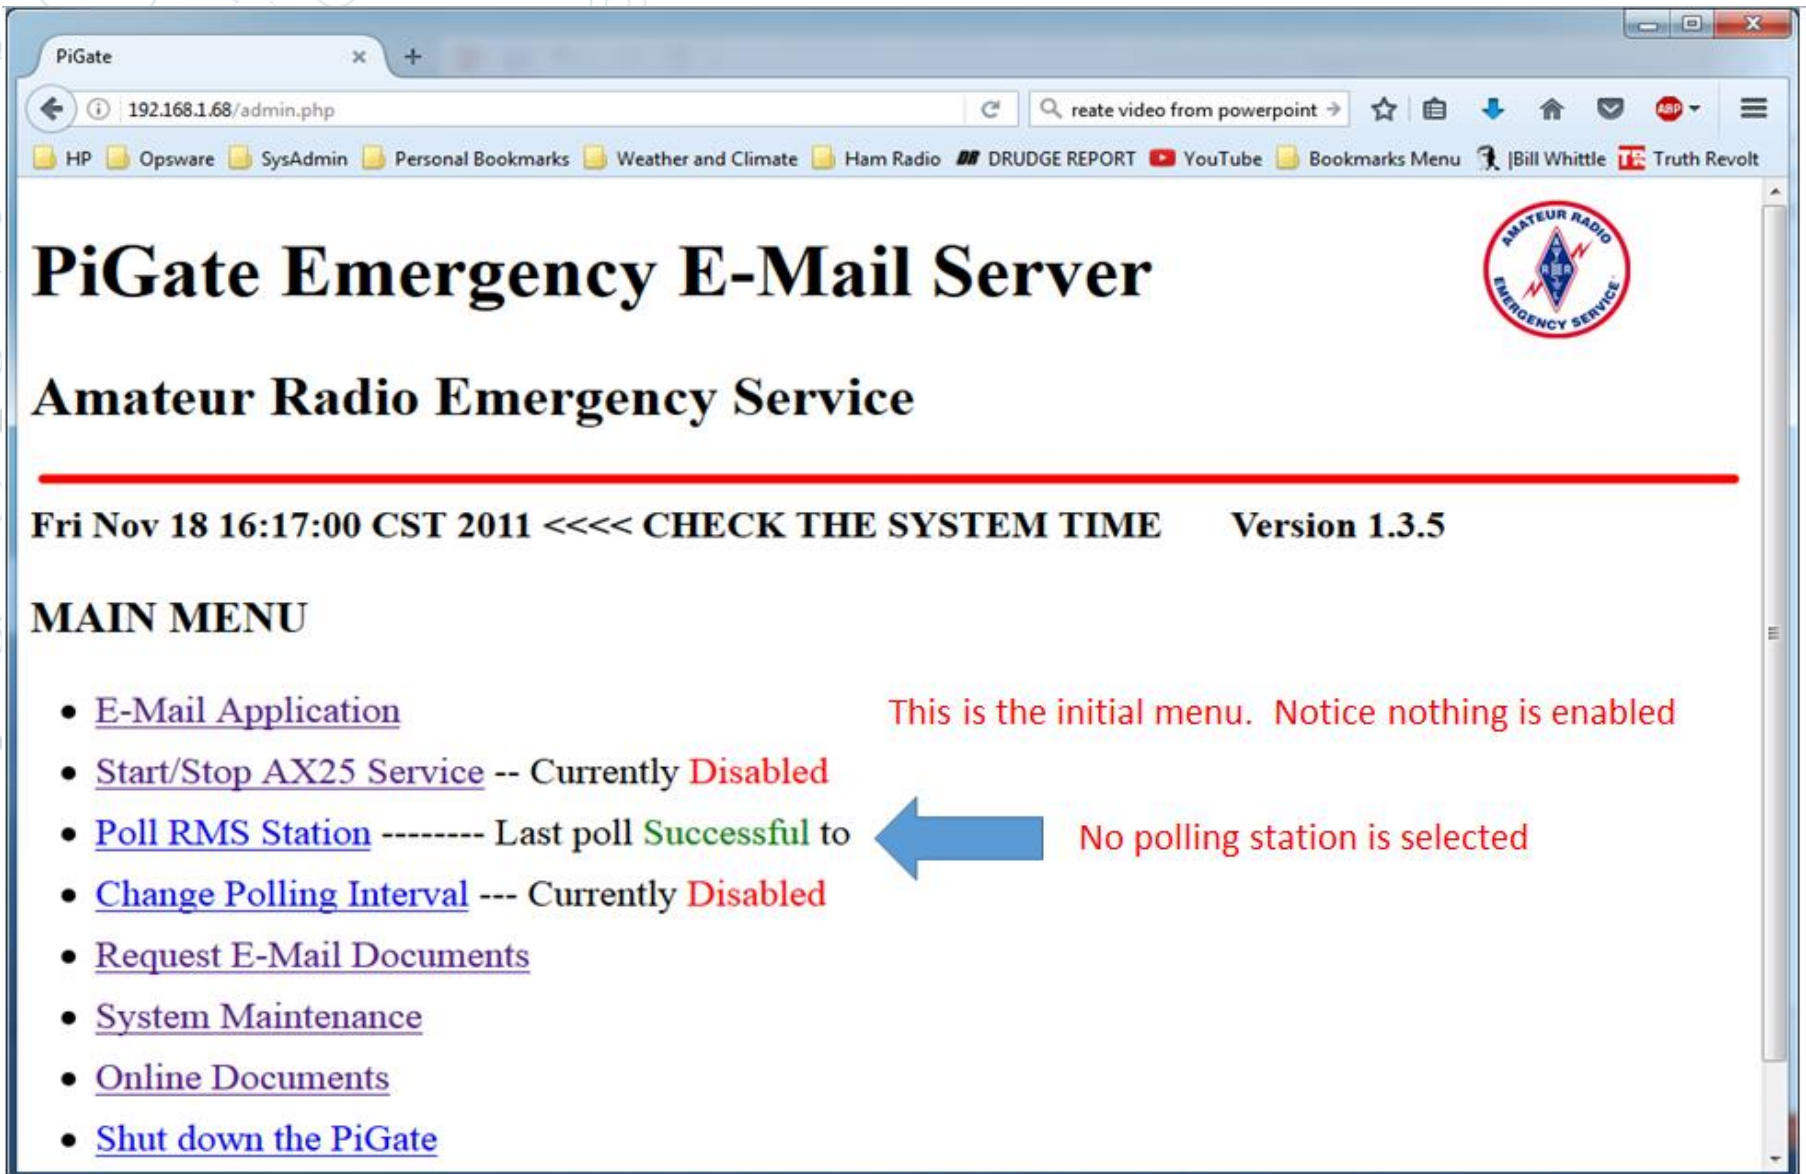 PiGate
192.168.1.68/admin.php
reate video from powerpoint
ABP
HP Opsware SysAdmin Personal Bookmarks Weather and Climate Ham Radio DR DRUDGE REPORT YouTube Bookmarks Menu |Bill Whittle TR Truth Revolt
PiGate Emergency E-Mail Server
AMATEUR RADIO
EMERGENCY SERVICE
Amateur Radio Emergency Service
Fri Nov 18 16:17:00 CST 2011 <<<< CHECK THE SYSTEM TIME Version 1.3.5
MAIN MENU
E-Mail Application
This is the initial menu. Notice nothing is enabled
Start/Stop AX25 Service -- Currently Disabled
Poll RMS Station -------- Last poll Successful to
No polling station is selected
Change Polling Interval --- Currently Disabled
Request E-Mail Documents
System Maintenance
Online Documents
Shut down the PiGate